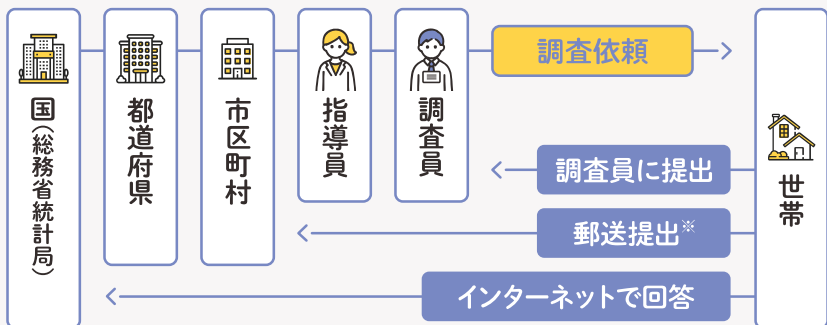 国(総務省統計局)
都道府県
市区町村
指導員
調査員
調査依頼
調査員に提出
郵送提出※
インターネットで回答
世帯